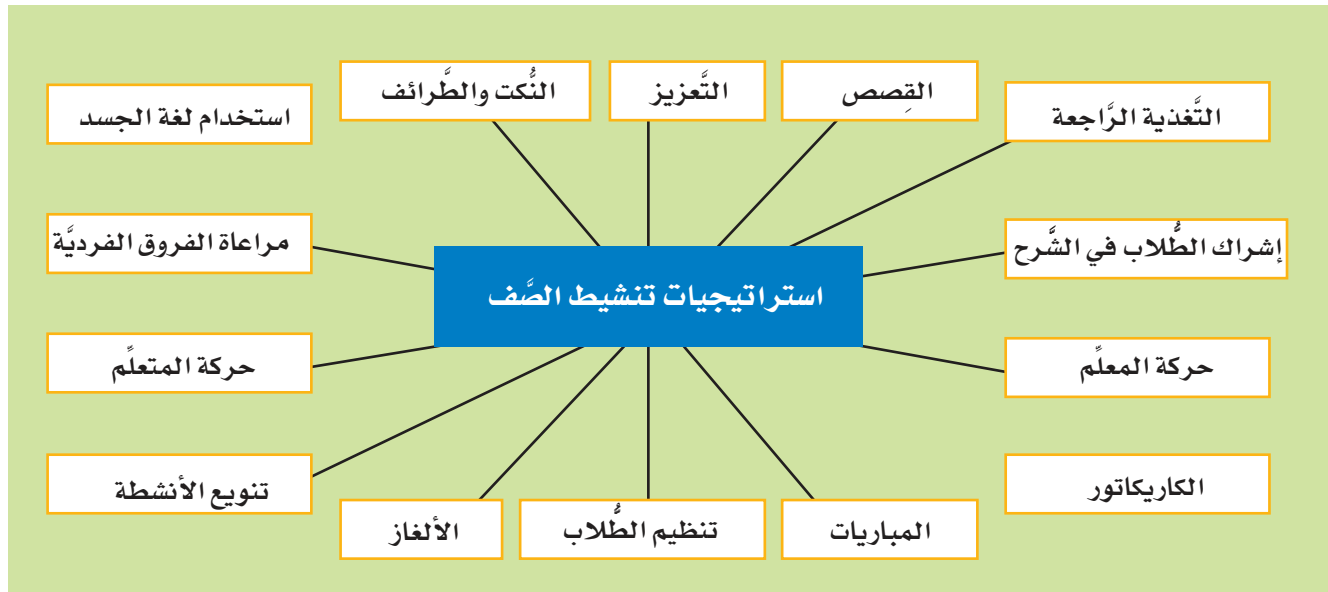 القِصص
التَّعزيز
النُّكت والطَّرائف
التَّغذية الرَّاجعة
استخدام لغة الجسد
إشراك الطُّلاب في الشَّرح
مراعاة الفروق الفرديَّة
استراتيجيات تنشيط الصَّف
حركة المعلِّم
حركة المتعلِّم
الكاريكاتور
تنويع الأنشطة
المباريات
تنظيم الطُّلاب
الألغاز